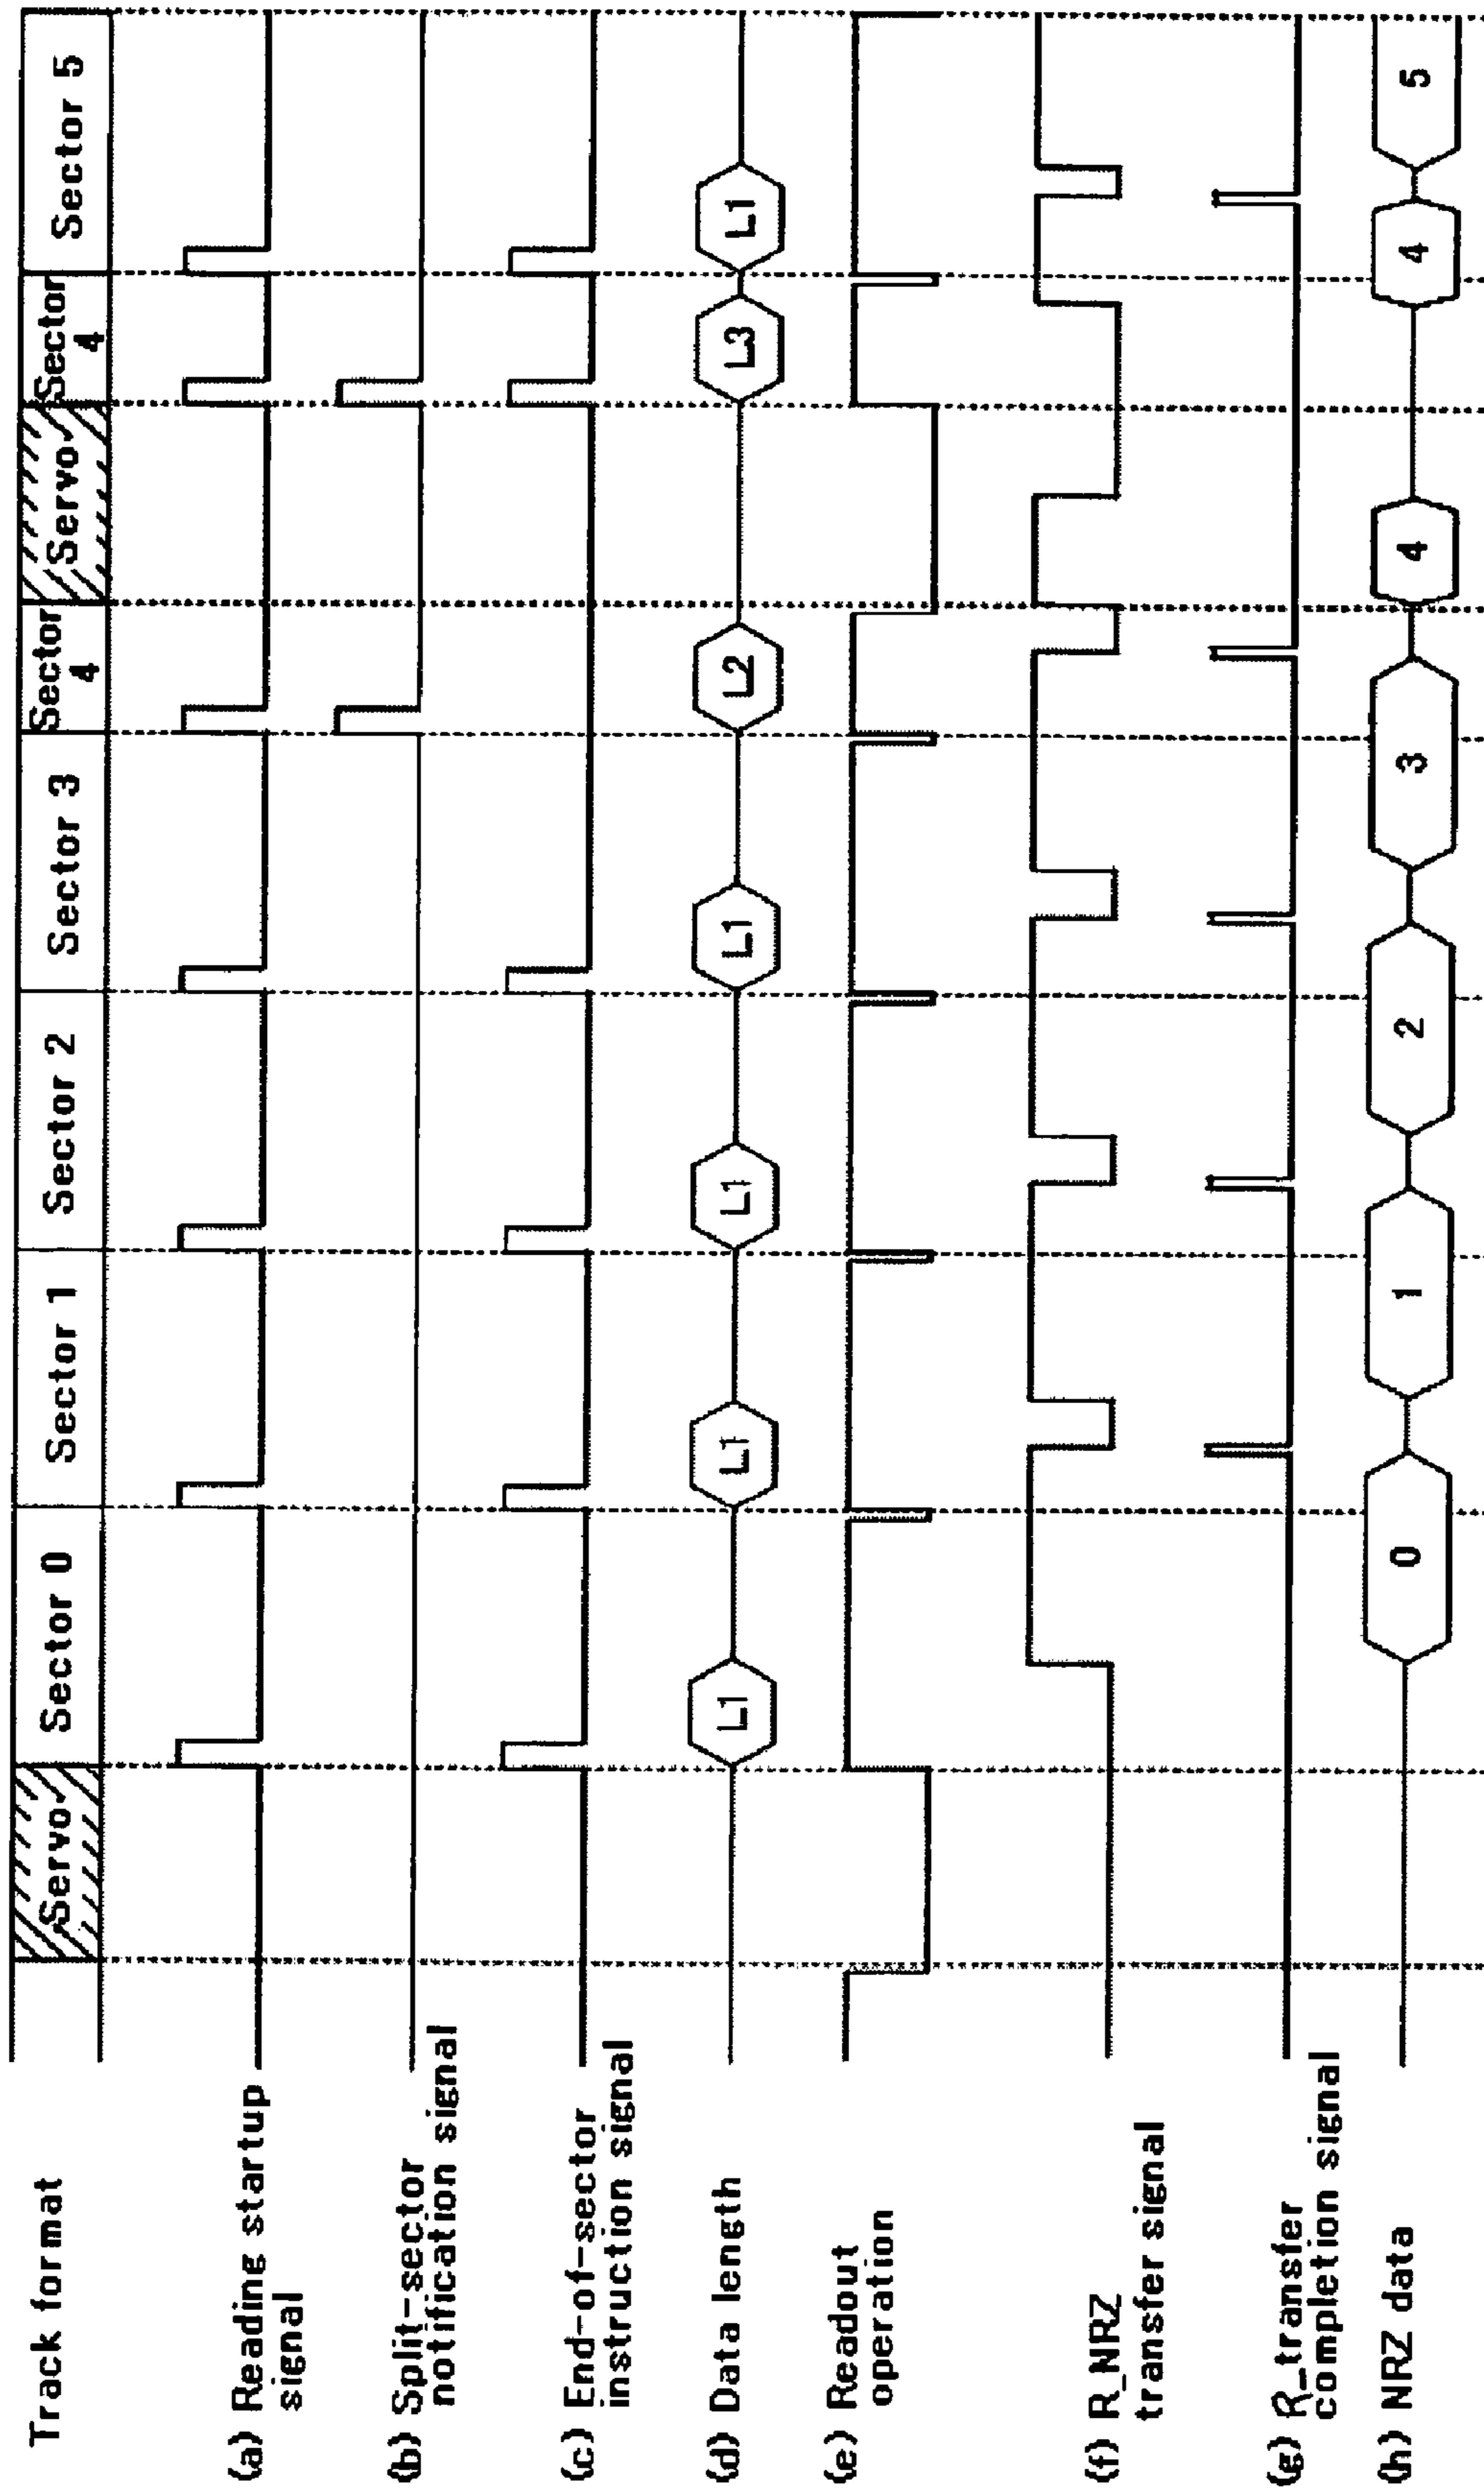 Track format
Servo
Sector 0
Sector 1
Sector 2
Sector 3
Sector
4
Servo
Sector
4
Sector 5
(a) Reading startup
signal
(b) Split-sector
notification signal
(c) End-of-sector
instruction signal
(d) Data length
L1
L1
L1
L1
L2
L3
L1
(e) Readout
operation
(f) R_NRZ
transfer signal
(g) R_transfer
completion signal
(h) NRZ data
0
1
2
3
4
4
5